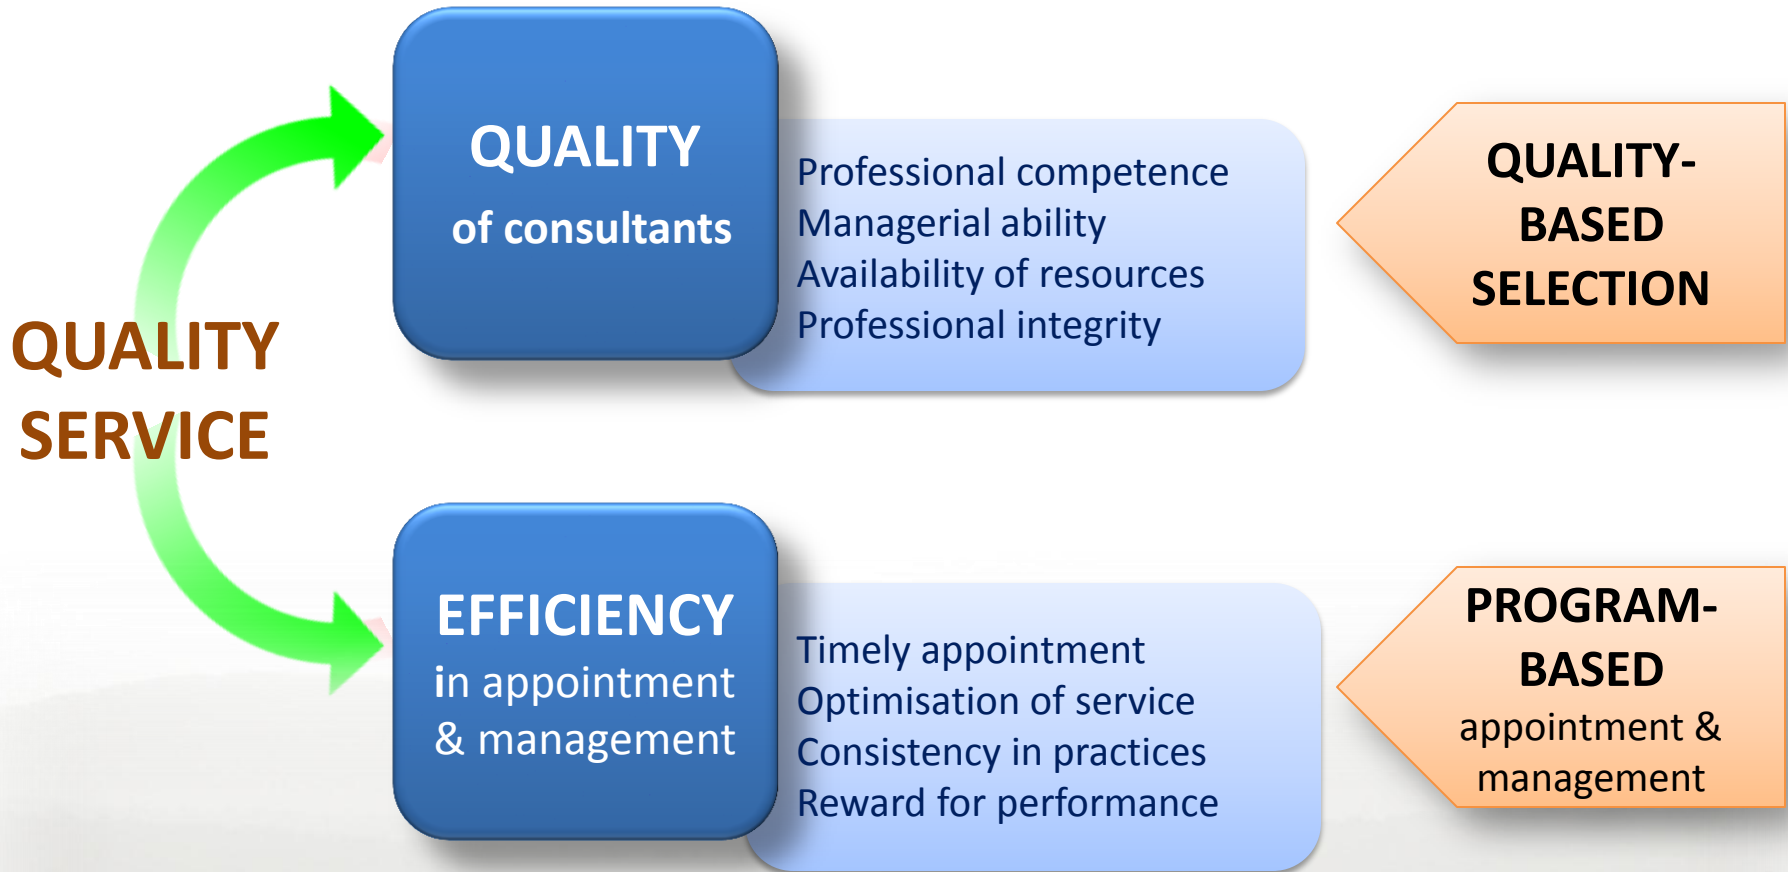 QUALITY
SERVICE
QUALITY
of consultants
Professional competence
Managerial ability
Availability of resources
Professional integrity
QUALITY-
BASED
SELECTION
EFFICIENCY
in appointment
& management
Timely appointment
Optimisation of service
Consistency in practices
Reward for performance
PROGRAM-
BASED
appointment &
management